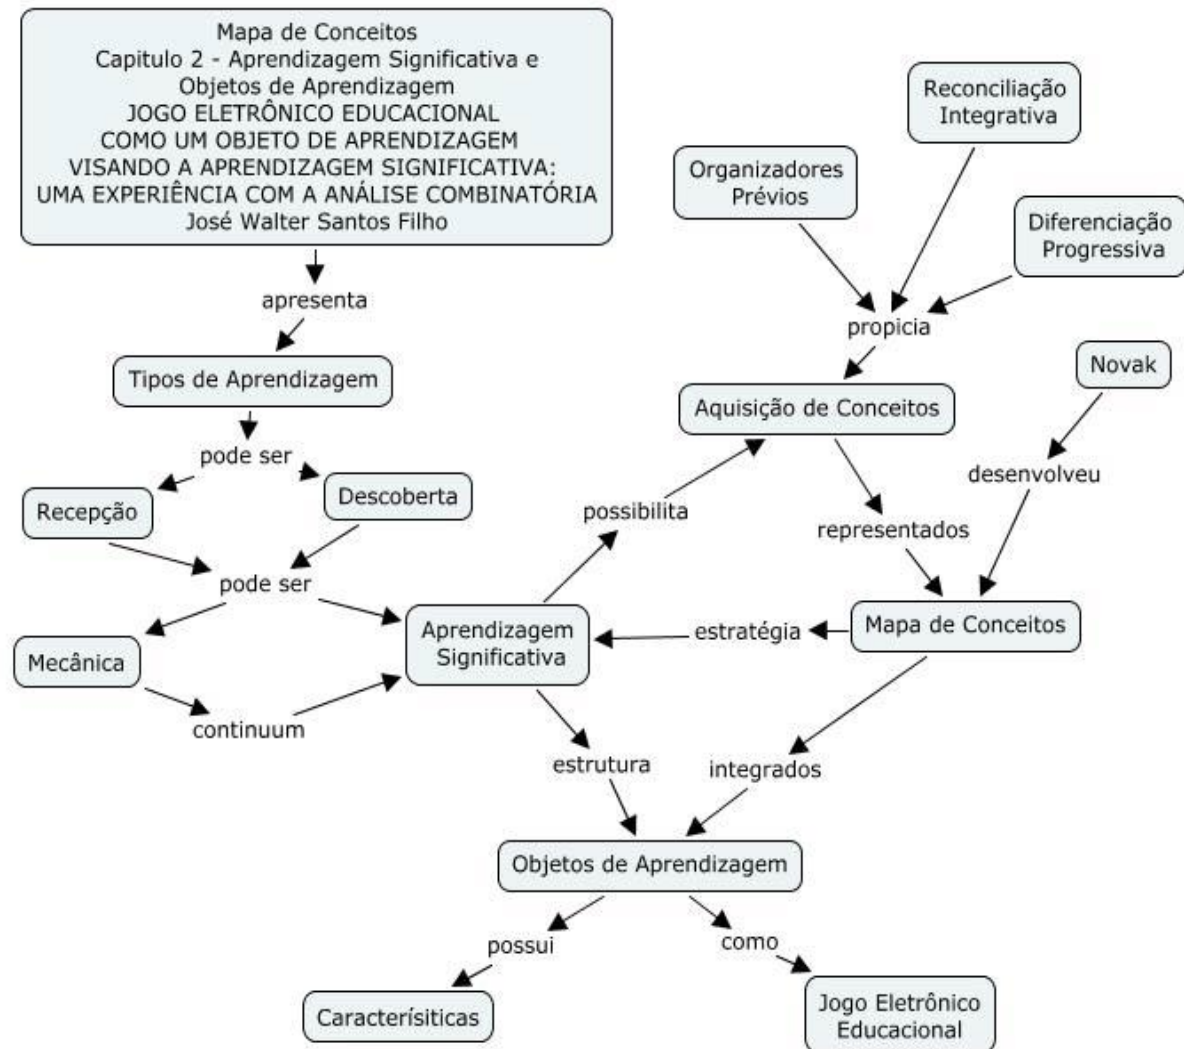 Mapa de Conceitos
Capitulo 2 - Aprendizagem Significativa e
Objetos de Aprendizagem
JOGO ELETRÔNICO EDUCACIONAL
COMO UM OBJETO DE APRENDIZAGEM
VISANDO A APRENDIZAGEM SIGNIFICATIVA:
UMA EXPERIÊNCIA COM A ANÁLISE COMBINATÓRIA
José Walter Santos Filho
apresenta
Tipos de Aprendizagem
pode ser
Recepção
Descoberta
pode ser
Mecânica
continuum
Aprendizagem
Significativa
possibilita
Reconciliação
Integrativa
Organizadores
Prévios
Diferenciação
Progressiva
propicia
Aquisição de Conceitos
Novak
desenvolveu
representados
Mapa de Conceitos
estratégia
estrutura
integrados
Objetos de Aprendizagem
possui
como
Caracterísiticas
Jogo Eletrônico
Educacional